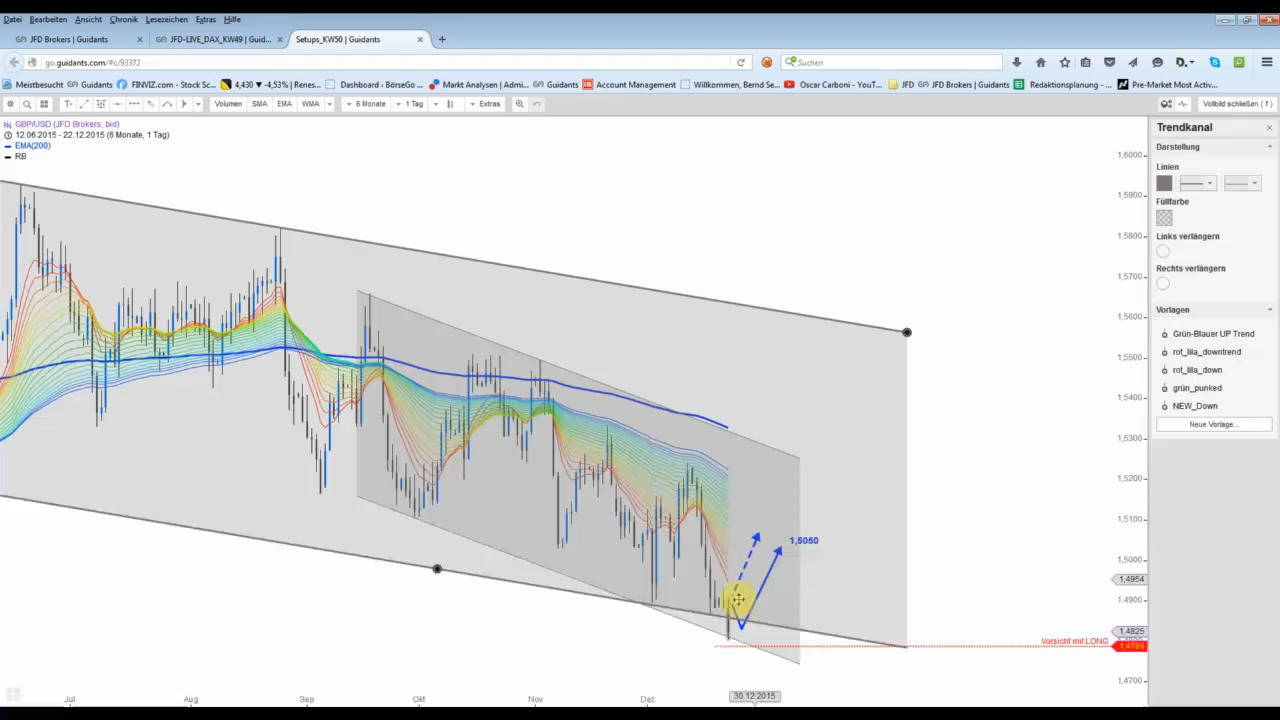 Datei Bearbeiten Ansicht Chronik Lesezeichen Extras Hilfe
JFD Brokers | Guidants × JFD-LIVE_DAX_KW49 | Guid... × Setups_KW50 | Guidants × +
go.guidants.com/#c/93372 Suchen
Meistbesucht Guidants FINVIZ.com - Stock Sc... 4,430 ▼ -4,53% | Renes... Dashboard - BörseGo ... Markt Analysen | Admi... Guidants Account Management Willkommen, Bernd Se... Oscar Carboni - YouT... JFD JFD Brokers | Guidants Redaktionsplanung - ... Pre-Market Most Activ...
Volumen SMA EMA WMA 6 Monate 1 Tag Extras Vollbild schließen ( f )
GBP/USD (JFD Brokers, bid)
12.06.2015 - 22.12.2015 (6 Monate, 1 Tag)
EMA(200)
RB
Trendkanal ×
Darstellung
Linien
Füllfarbe
Links verlängern
Rechts verlängern
Vorlagen
Grün-Blauer UP Trend
rot_lila_downtrend
rot_lila_down
grün_punked
NEW_Down
Neue Vorlage...
1,6000
1,5900
1,5800
1,5700
1,5600
1,5500
1,5400
1,5300
1,5200
1,5100
1,5050
1,5000
1,4954
1,4900
1,4825
Vorsicht mit LONG 1,4789
1,4700
Jul Aug Sep Okt Nov Dez 30.12.2015